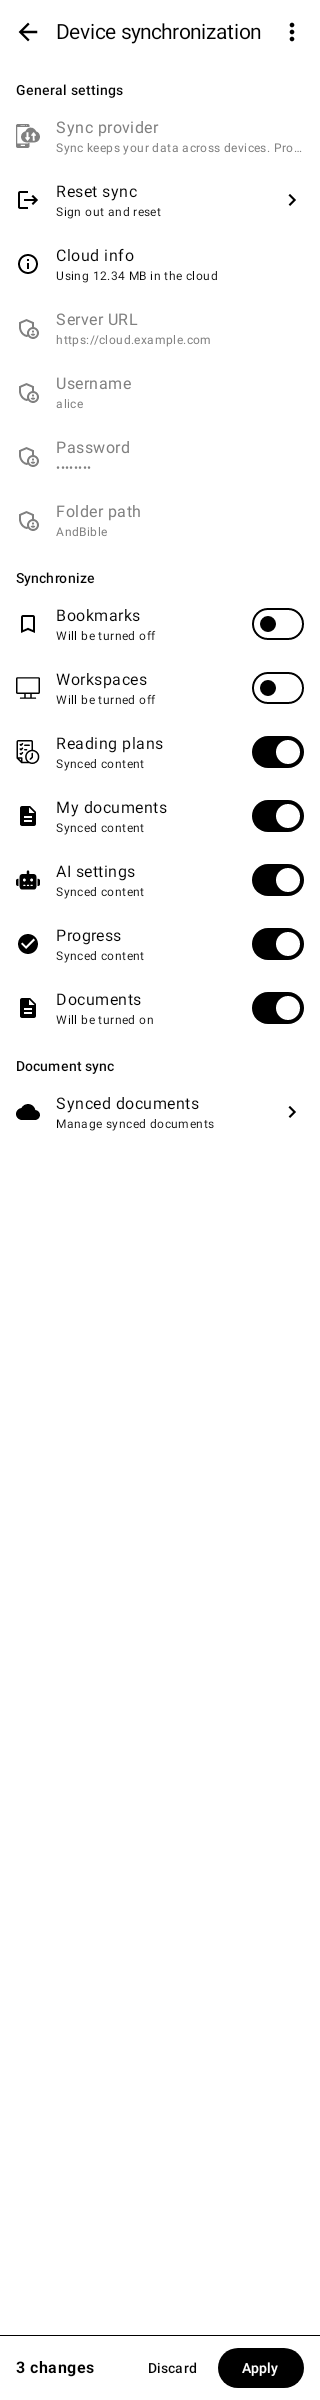 Device synchronization
General settings
Sync provider
Sync keeps your data across devices. Pro…
Reset sync
Sign out and reset
Cloud info
Using 12.34 MB in the cloud
Server URL
https://cloud.example.com
Username
alice
Password
••••••••
Folder path
AndBible
Synchronize
Bookmarks
Will be turned off
Workspaces
Will be turned off
Reading plans
Synced content
My documents
Synced content
AI settings
Synced content
Progress
Synced content
Documents
Will be turned on
Document sync
Synced documents
Manage synced documents
3 changes
Discard
Apply